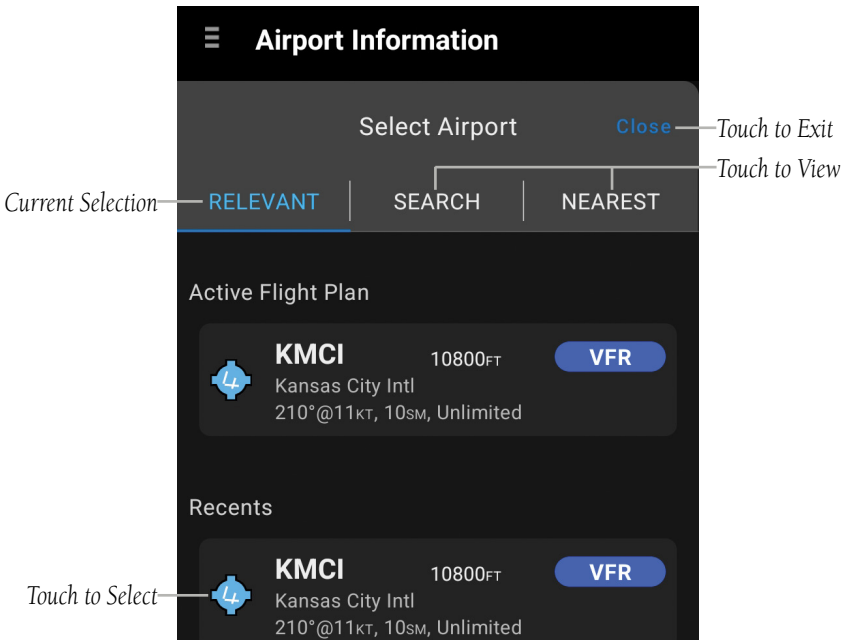 Airport Information
Select Airport
Close
Touch to Exit
Touch to View
Current Selection
RELEVANT
SEARCH
NEAREST
Active Flight Plan
KMCI
10800FT
VFR
Kansas City Intl
210°@11KT, 10SM, Unlimited
Recents
KMCI
10800FT
VFR
Touch to Select
Kansas City Intl
210°@11KT, 10SM, Unlimited